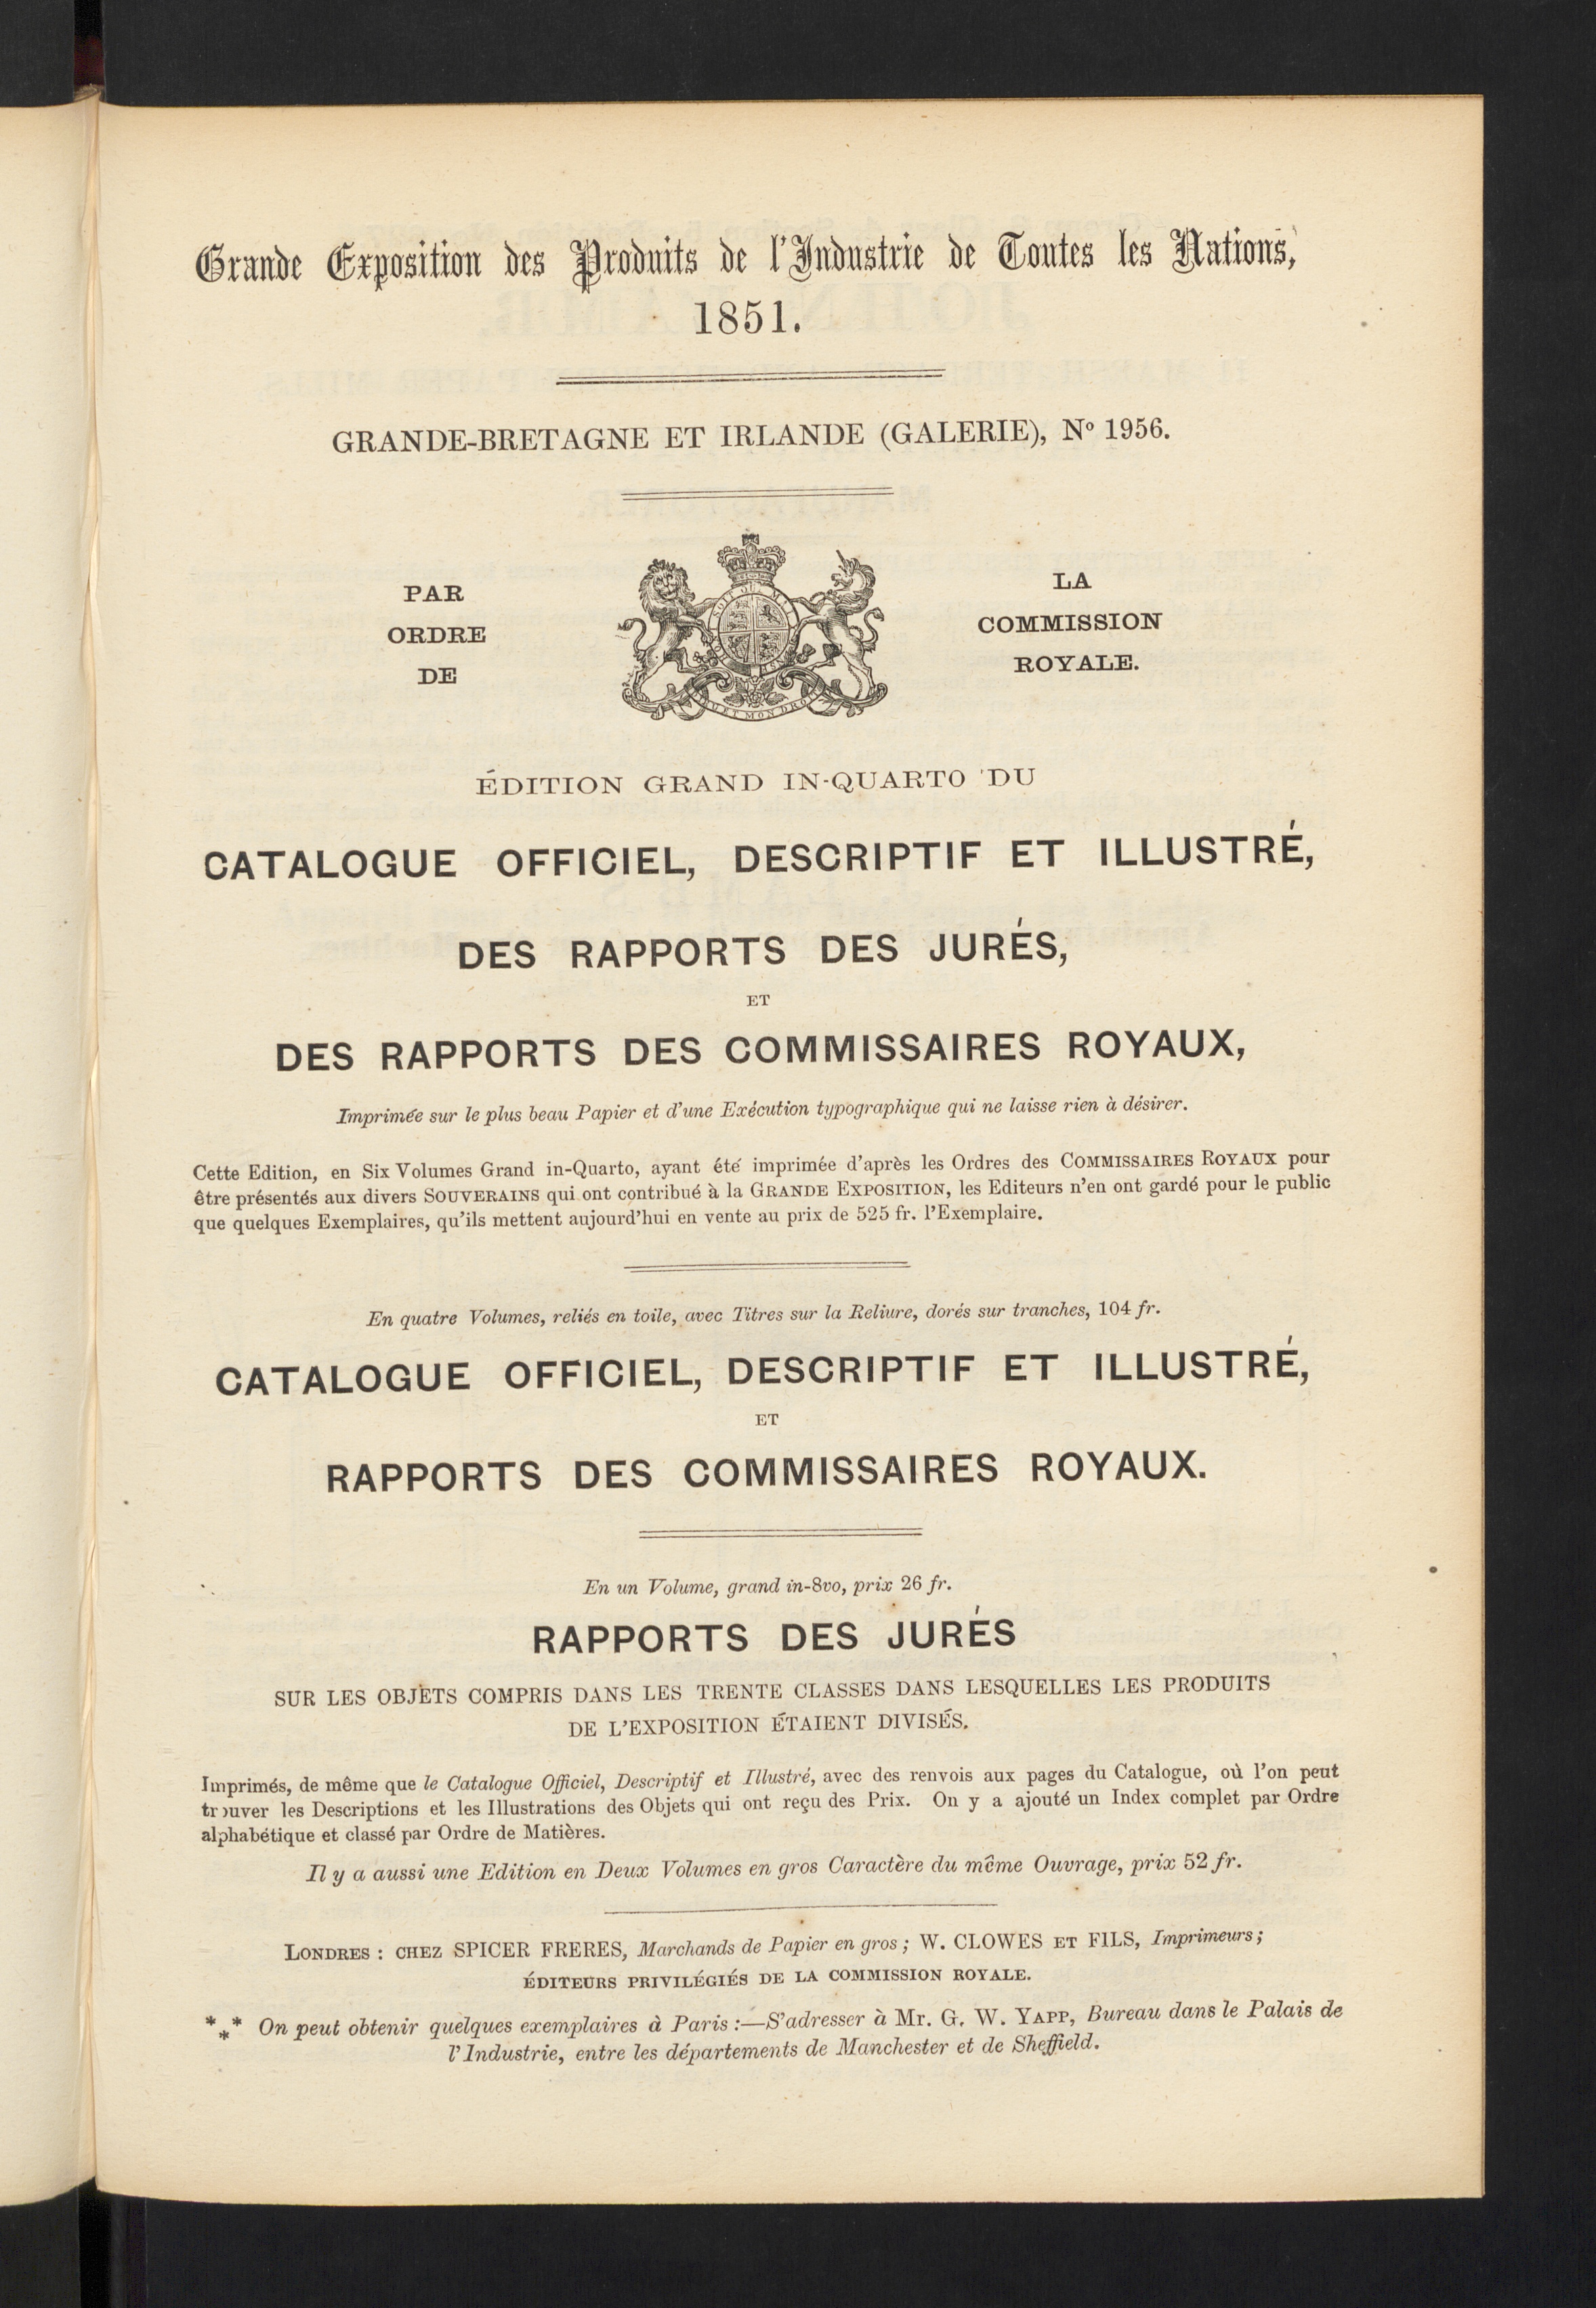 Grande Exposition des Produits de l'Industrie de Toutes les Nations,
1851.
GRANDE-BRETAGNE ET IRLANDE (GALERIE), Nº 1956.
PAR
ORDRE
DE
LA
COMMISSION
ROYALE.
ÉDITION GRAND IN-QUARTO DU
CATALOGUE OFFICIEL, DESCRIPTIF ET ILLUSTRÉ,
DES RAPPORTS DES JURÉS,
ET
DES RAPPORTS DES COMMISSAIRES ROYAUX,
Imprimée sur le plus beau Papier et d'une Exécution typographique qui ne laisse rien à désirer.
Cette Edition, en Six Volumes Grand in-Quarto, ayant été imprimée d'après les Ordres des COMMISSAIRES ROYAUX pour
être présentés aux divers SOUVERAINS qui ont contribué à la GRANDE EXPOSITION, les Editeurs n'en ont gardé pour le public
que quelques Exemplaires, qu'ils mettent aujourd'hui en vente au prix de 525 fr. l'Exemplaire.
En quatre Volumes, reliés en toile, avec Titres sur la Reliure, dorés sur tranches, 104 fr.
CATALOGUE OFFICIEL, DESCRIPTIF ET ILLUSTRÉ,
ET
RAPPORTS DES COMMISSAIRES ROYAUX.
En un Volume, grand in-8vo, prix 26 fr.
RAPPORTS DES JURÉS
SUR LES OBJETS COMPRIS DANS LES TRENTE CLASSES DANS LESQUELLES LES PRODUITS
DE L'EXPOSITION ÉTAIENT DIVISÉS.
Imprimés, de même que le Catalogue Officiel, Descriptif et Illustré, avec des renvois aux pages du Catalogue, où l'on peut
trouver les Descriptions et les Illustrations des Objets qui ont reçu des Prix. On y a ajouté un Index complet par Ordre
alphabétique et classé par Ordre de Matières.
Il y a aussi une Edition en Deux Volumes en gros Caractère du même Ouvrage, prix 52 fr.
LONDRES : CHEZ SPICER FRERES, Marchands de Papier en gros ; W. CLOWES ET FILS, Imprimeurs ;
ÉDITEURS PRIVILÉGIÉS DE LA COMMISSION ROYALE.
*** On peut obtenir quelques exemplaires à Paris :—S'adresser à Mr. G. W. YAPP, Bureau dans le Palais de
l'Industrie, entre les départements de Manchester et de Sheffield.